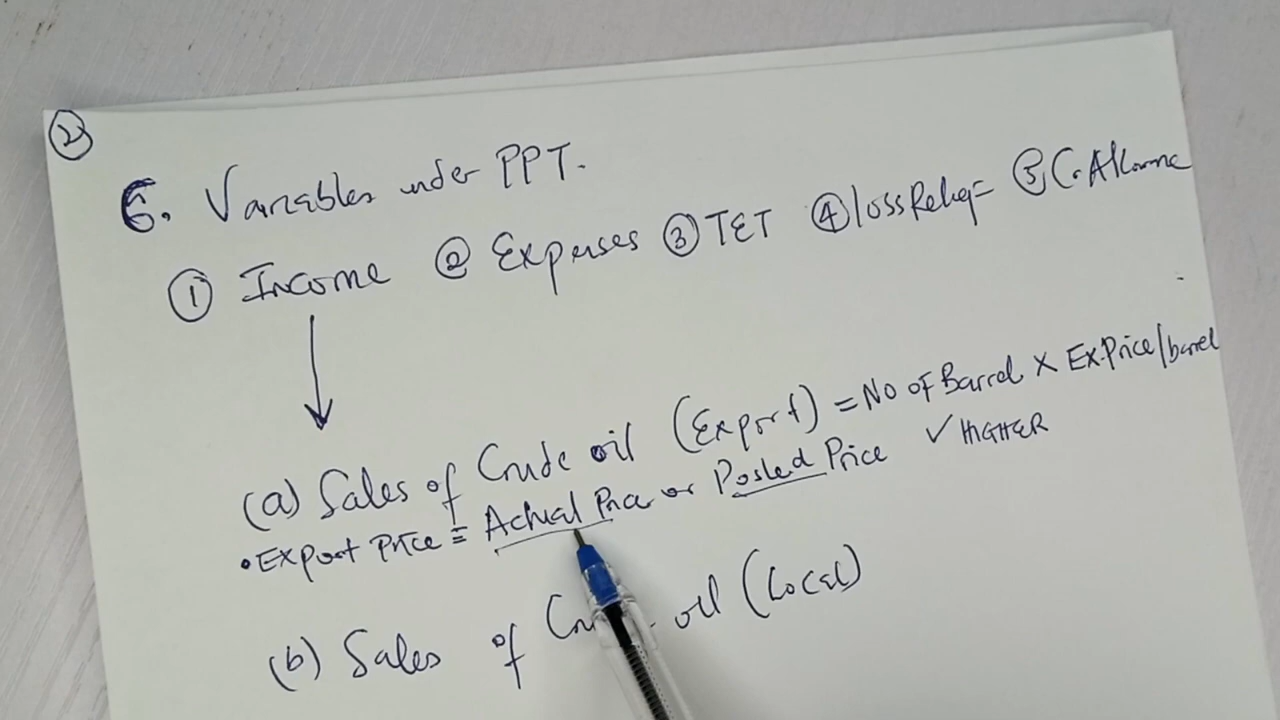 ②
6. Variables under PPT.
① Income ② Expenses ③ TET ④ loss Relief ⑤ C. Allowance
(a) Sales of Crude oil (Export) = No of Barrel × Ex.Price/barrel
• Export Price = Actual Price or Posted Price ✓ HIGHER
(b) Sales of oil (Local)